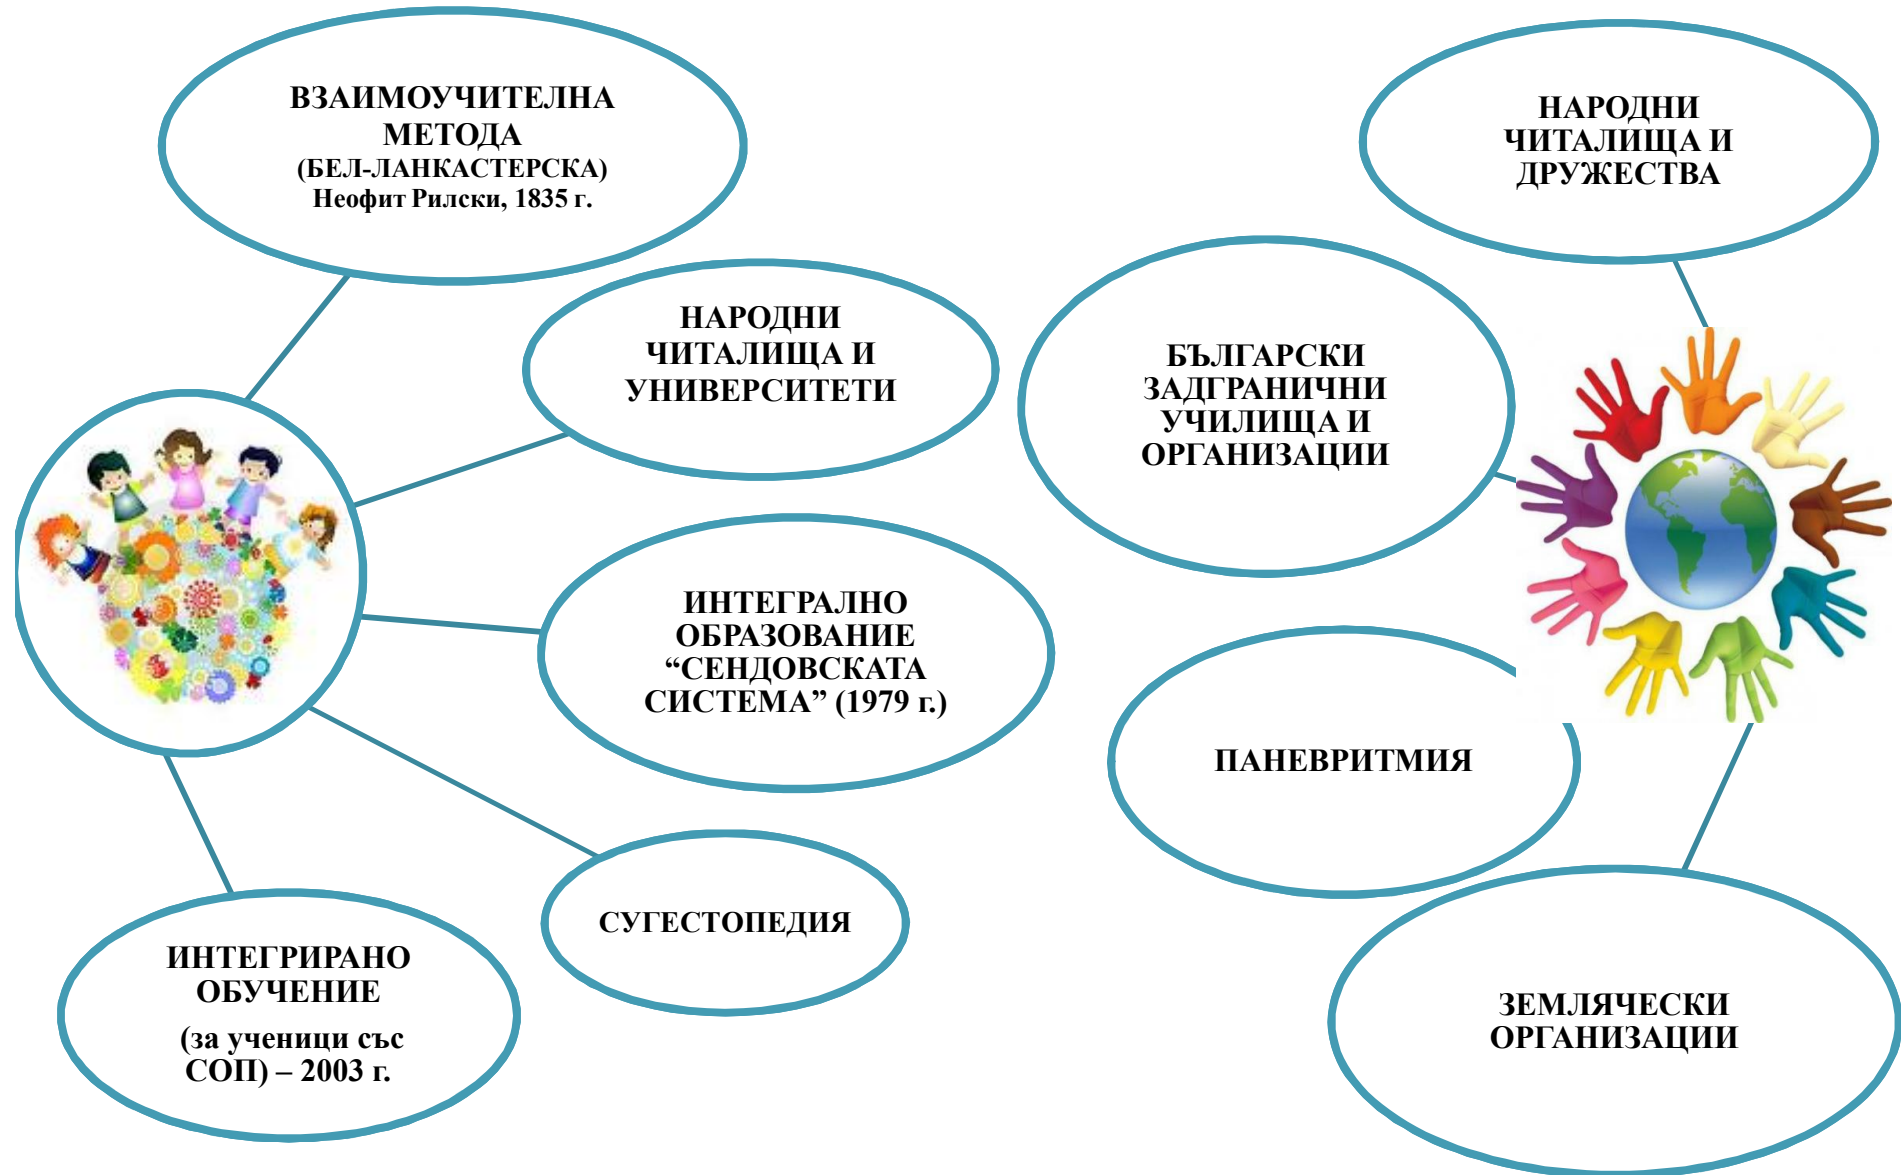 ВЗАИМОУЧИТЕЛНА
МЕТОДА
(БЕЛ-ЛАНКАСТЕРСКА)
Неофит Рилски, 1835 г.
НАРОДНИ
ЧИТАЛИЩА И
УНИВЕРСИТЕТИ
ИНТЕГРАЛНО
ОБРАЗОВАНИЕ
“СЕНДОВСКАТА
СИСТЕМА” (1979 г.)
СУГЕСТОПЕДИЯ
ИНТЕГРИРАНО
ОБУЧЕНИЕ
(за ученици със
СОП) – 2003 г.
НАРОДНИ
ЧИТАЛИЩА И
ДРУЖЕСТВА
БЪЛГАРСКИ
ЗАДГРАНИЧНИ
УЧИЛИЩА И
ОРГАНИЗАЦИИ
ПАНЕВРИТМИЯ
ЗЕМЛЯЧЕСКИ
ОРГАНИЗАЦИИ